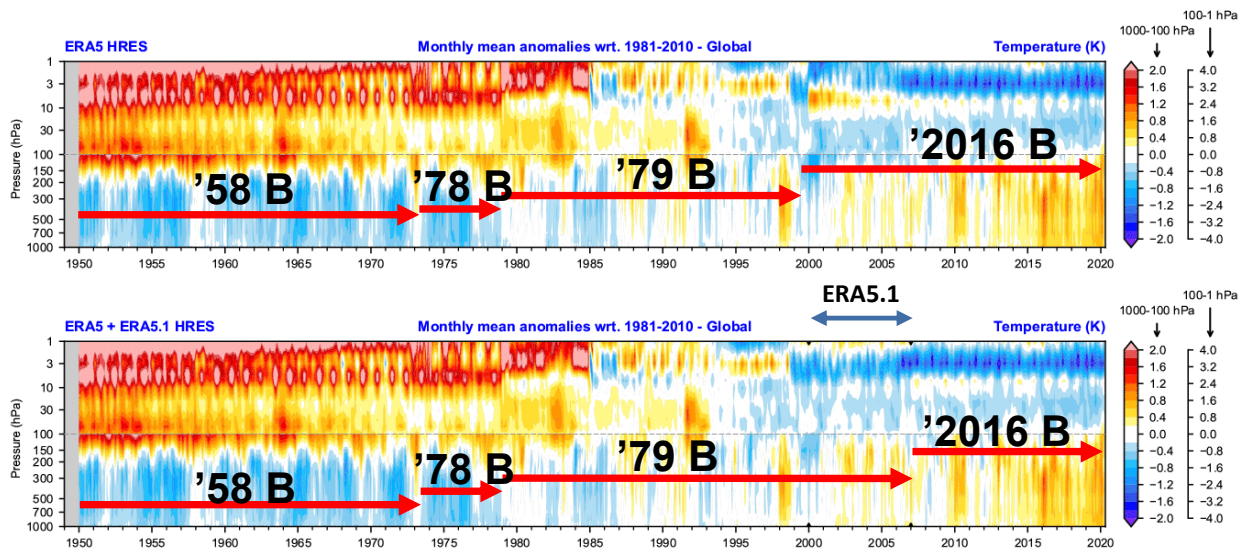 100-1 hPa
1000-100 hPa
ERA5 HRES Monthly mean anomalies wrt. 1981-2010 - Global Temperature (K)
Pressure (hPa)
1
3
10
30
100
150
200
300
500
700
1000
’58 B
’78 B
’79 B
’2016 B
1950 1955 1960 1965 1970 1975 1980 1985 1990 1995 2000 2005 2010 2015 2020
2.0 4.0
1.6 3.2
1.2 2.4
0.8 1.6
0.4 0.8
0.0 0.0
−0.4 −0.8
−0.8 −1.6
−1.2 −2.4
−1.6 −3.2
−2.0 −4.0
ERA5.1
100-1 hPa
1000-100 hPa
ERA5 + ERA5.1 HRES Monthly mean anomalies wrt. 1981-2010 - Global Temperature (K)
Pressure (hPa)
1
3
10
30
100
150
200
300
500
700
1000
’58 B
’78 B
’79 B
’2016 B
1950 1955 1960 1965 1970 1975 1980 1985 1990 1995 2000 2005 2010 2015 2020
2.0 4.0
1.6 3.2
1.2 2.4
0.8 1.6
0.4 0.8
0.0 0.0
−0.4 −0.8
−0.8 −1.6
−1.2 −2.4
−1.6 −3.2
−2.0 −4.0